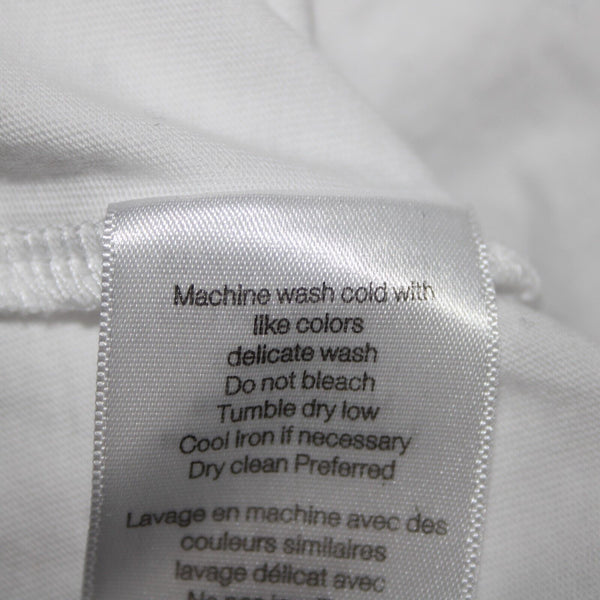 Machine wash cold with
like colors
delicate wash
Do not bleach
Tumble dry low
Cool Iron if necessary
Dry clean Preferred
Lavage en machine avec des
couleurs similaires
lavage délicat avec